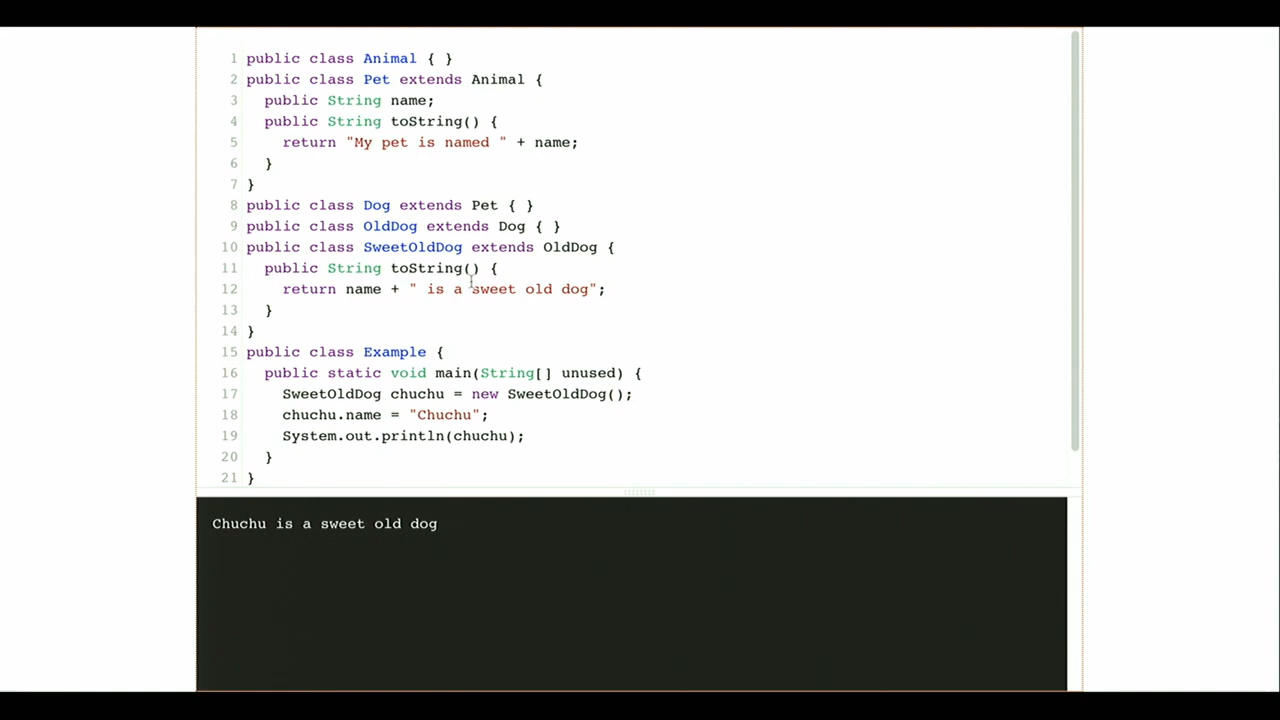 1 public class Animal { }
2 public class Pet extends Animal {
3   public String name;
4   public String toString() {
5     return "My pet is named " + name;
6   }
7 }
8 public class Dog extends Pet { }
9 public class OldDog extends Dog { }
10 public class SweetOldDog extends OldDog {
11   public String toString() {
12     return name + " is a sweet old dog";
13   }
14 }
15 public class Example {
16   public static void main(String[] unused) {
17     SweetOldDog chuchu = new SweetOldDog();
18     chuchu.name = "Chuchu";
19     System.out.println(chuchu);
20   }
21 }
Chuchu is a sweet old dog